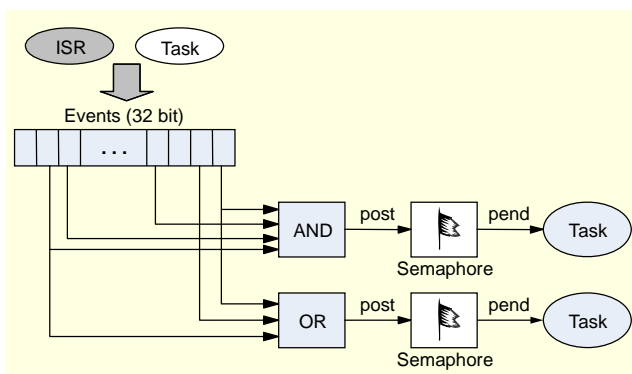 ISR
Task
Events (32 bit)
...
AND
post
pend
Task
Semaphore
OR
post
pend
Task
Semaphore